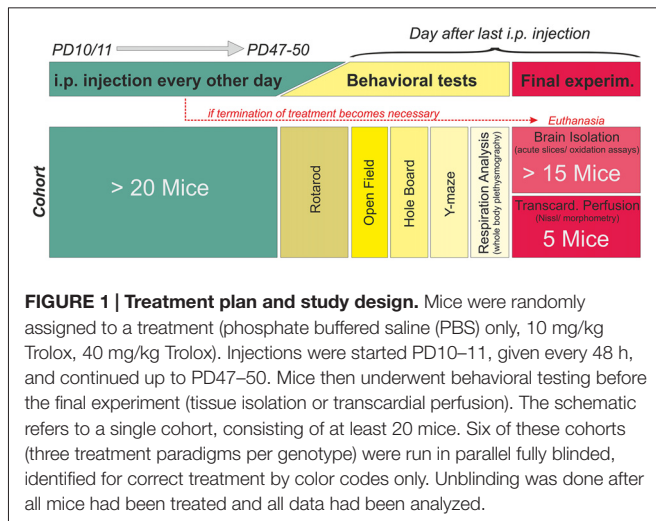 PD10/11 PD47-50
Day after last i.p. injection
i.p. injection every other day
Behavioral tests
Final experim.
if termination of treatment becomes necessary
Euthanasia
Cohort
> 20 Mice
Rotarod
Open Field
Hole Board
Y-maze
Respiration Analysis
(whole body plethysmography)
Brain Isolation
(acute slices/ oxidation assays)
> 15 Mice
Transcard. Perfusion
(Nissl/ morphometry)
5 Mice
FIGURE 1 | Treatment plan and study design. Mice were randomly
assigned to a treatment (phosphate buffered saline (PBS) only, 10 mg/kg
Trolox, 40 mg/kg Trolox). Injections were started PD10–11, given every 48 h,
and continued up to PD47–50. Mice then underwent behavioral testing before
the final experiment (tissue isolation or transcardial perfusion). The schematic
refers to a single cohort, consisting of at least 20 mice. Six of these cohorts
(three treatment paradigms per genotype) were run in parallel fully blinded,
identified for correct treatment by color codes only. Unblinding was done after
all mice had been treated and all data had been analyzed.